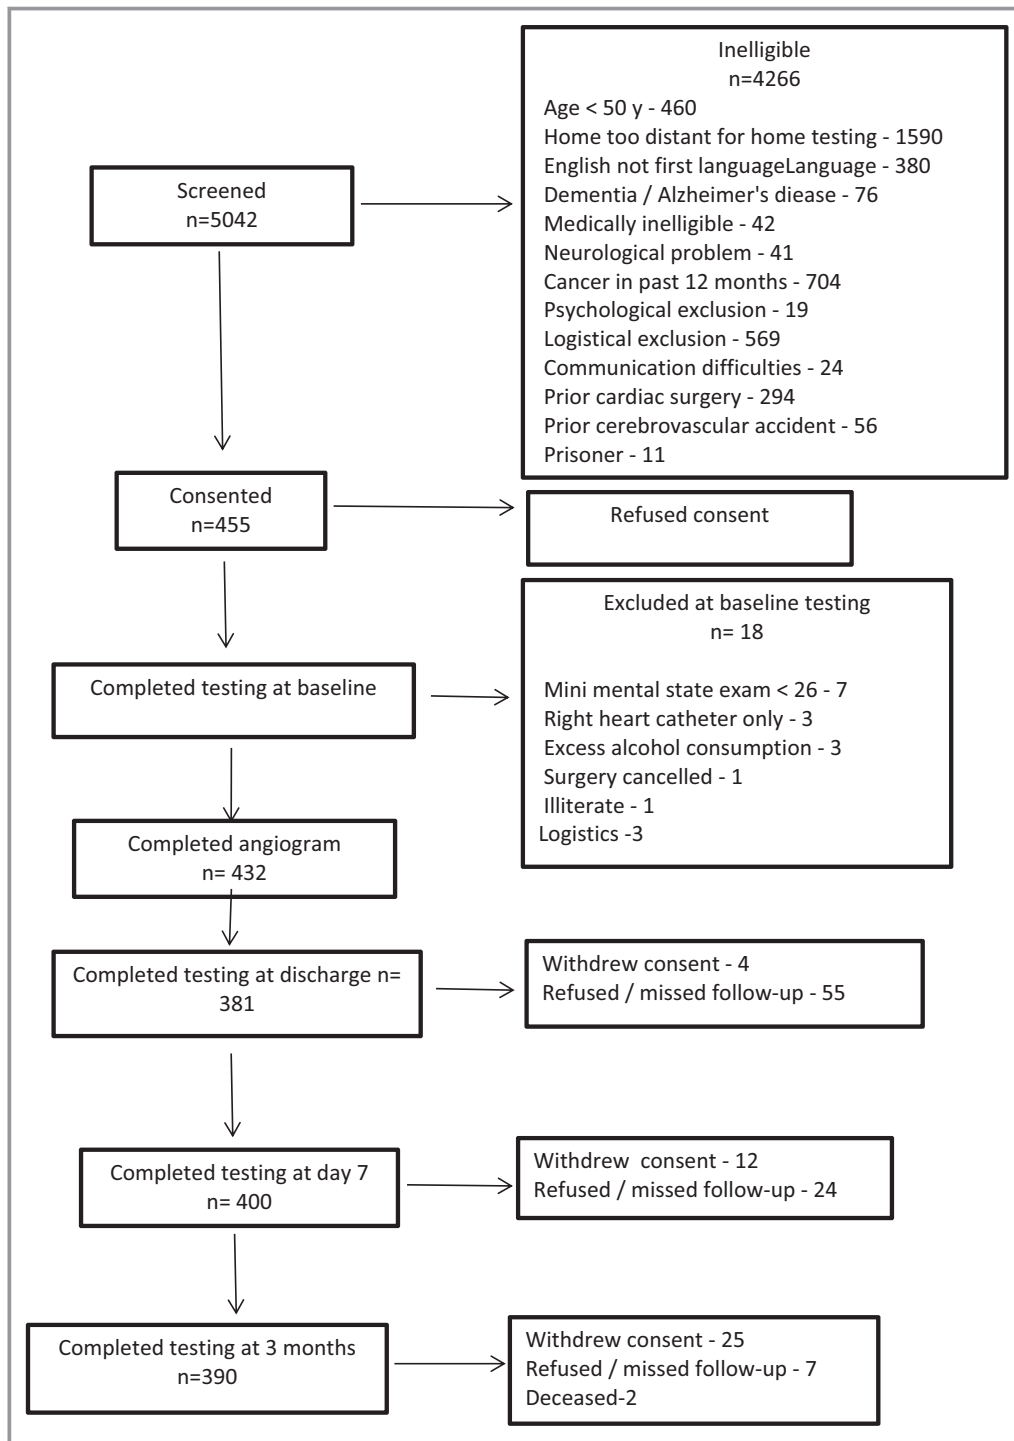 Screened
n=5042
Inelligible
n=4266
Age < 50 y - 460
Home too distant for home testing - 1590
English not first languageLanguage - 380
Dementia / Alzheimer's diease - 76
Medically inelligible - 42
Neurological problem - 41
Cancer in past 12 months - 704
Psychological exclusion - 19
Logistical exclusion - 569
Communication difficulties - 24
Prior cardiac surgery - 294
Prior cerebrovascular accident - 56
Prisoner - 11
Consented
n=455
Refused consent
Excluded at baseline testing
n= 18
Completed testing at baseline
Mini mental state exam < 26 - 7
Right heart catheter only - 3
Excess alcohol consumption - 3
Surgery cancelled - 1
Illiterate - 1
Logistics -3
Completed angiogram
n= 432
Completed testing at discharge n=
381
Withdrew consent - 4
Refused / missed follow-up - 55
Completed testing at day 7
n= 400
Withdrew  consent - 12
Refused / missed follow-up - 24
Completed testing at 3 months
n=390
Withdrew consent - 25
Refused / missed follow-up - 7
Deceased-2